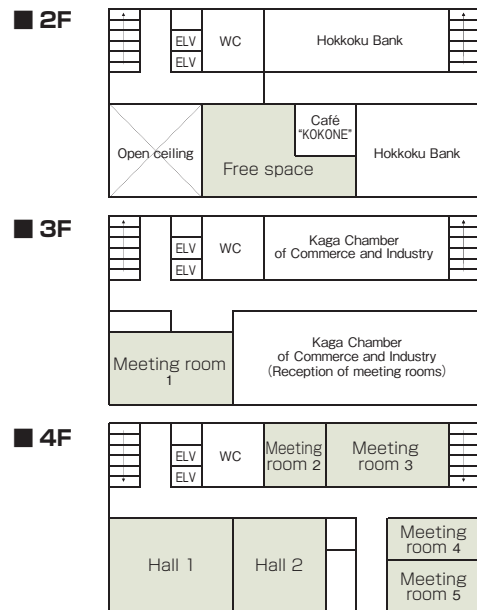 ■ 2F
ELV
ELV
WC
Hokkoku Bank
Open ceiling
Free space
Café
"KOKONE"
Hokkoku Bank
■ 3F
ELV
ELV
WC
Kaga Chamber
of Commerce and Industry
Meeting room
1
Kaga Chamber
of Commerce and Industry
(Reception of meeting rooms)
■ 4F
ELV
ELV
WC
Meeting
room 2
Meeting
room 3
Hall 1
Hall 2
Meeting
room 4
Meeting
room 5